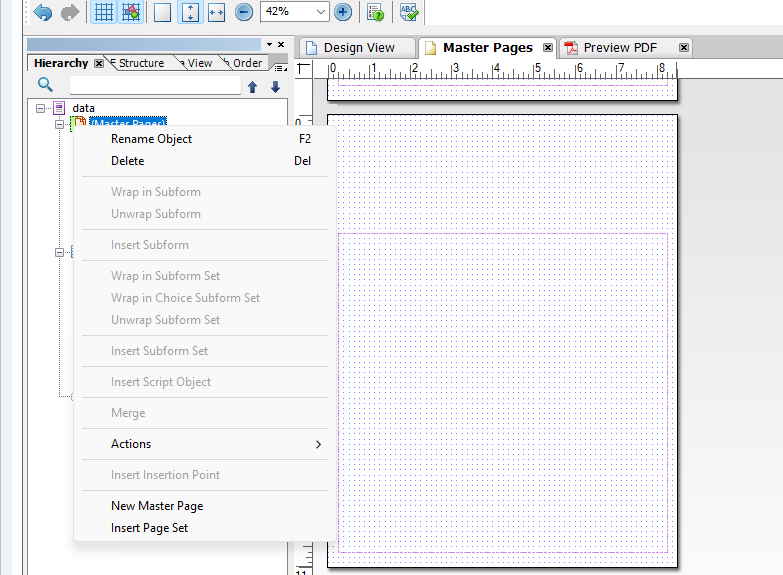 42%
ABC
Design View
Master Pages
Preview PDF
Hierarchy
Structure
View
Order
0 1 2 3 4 5 6 7 8
data
(Master Pages)
0
Rename Object F2
Delete Del
Wrap in Subform
Unwrap Subform
Insert Subform
Wrap in Subform Set
Wrap in Choice Subform Set
Unwrap Subform Set
Insert Subform Set
Insert Script Object
Merge
Actions
Insert Insertion Point
New Master Page
Insert Page Set
11